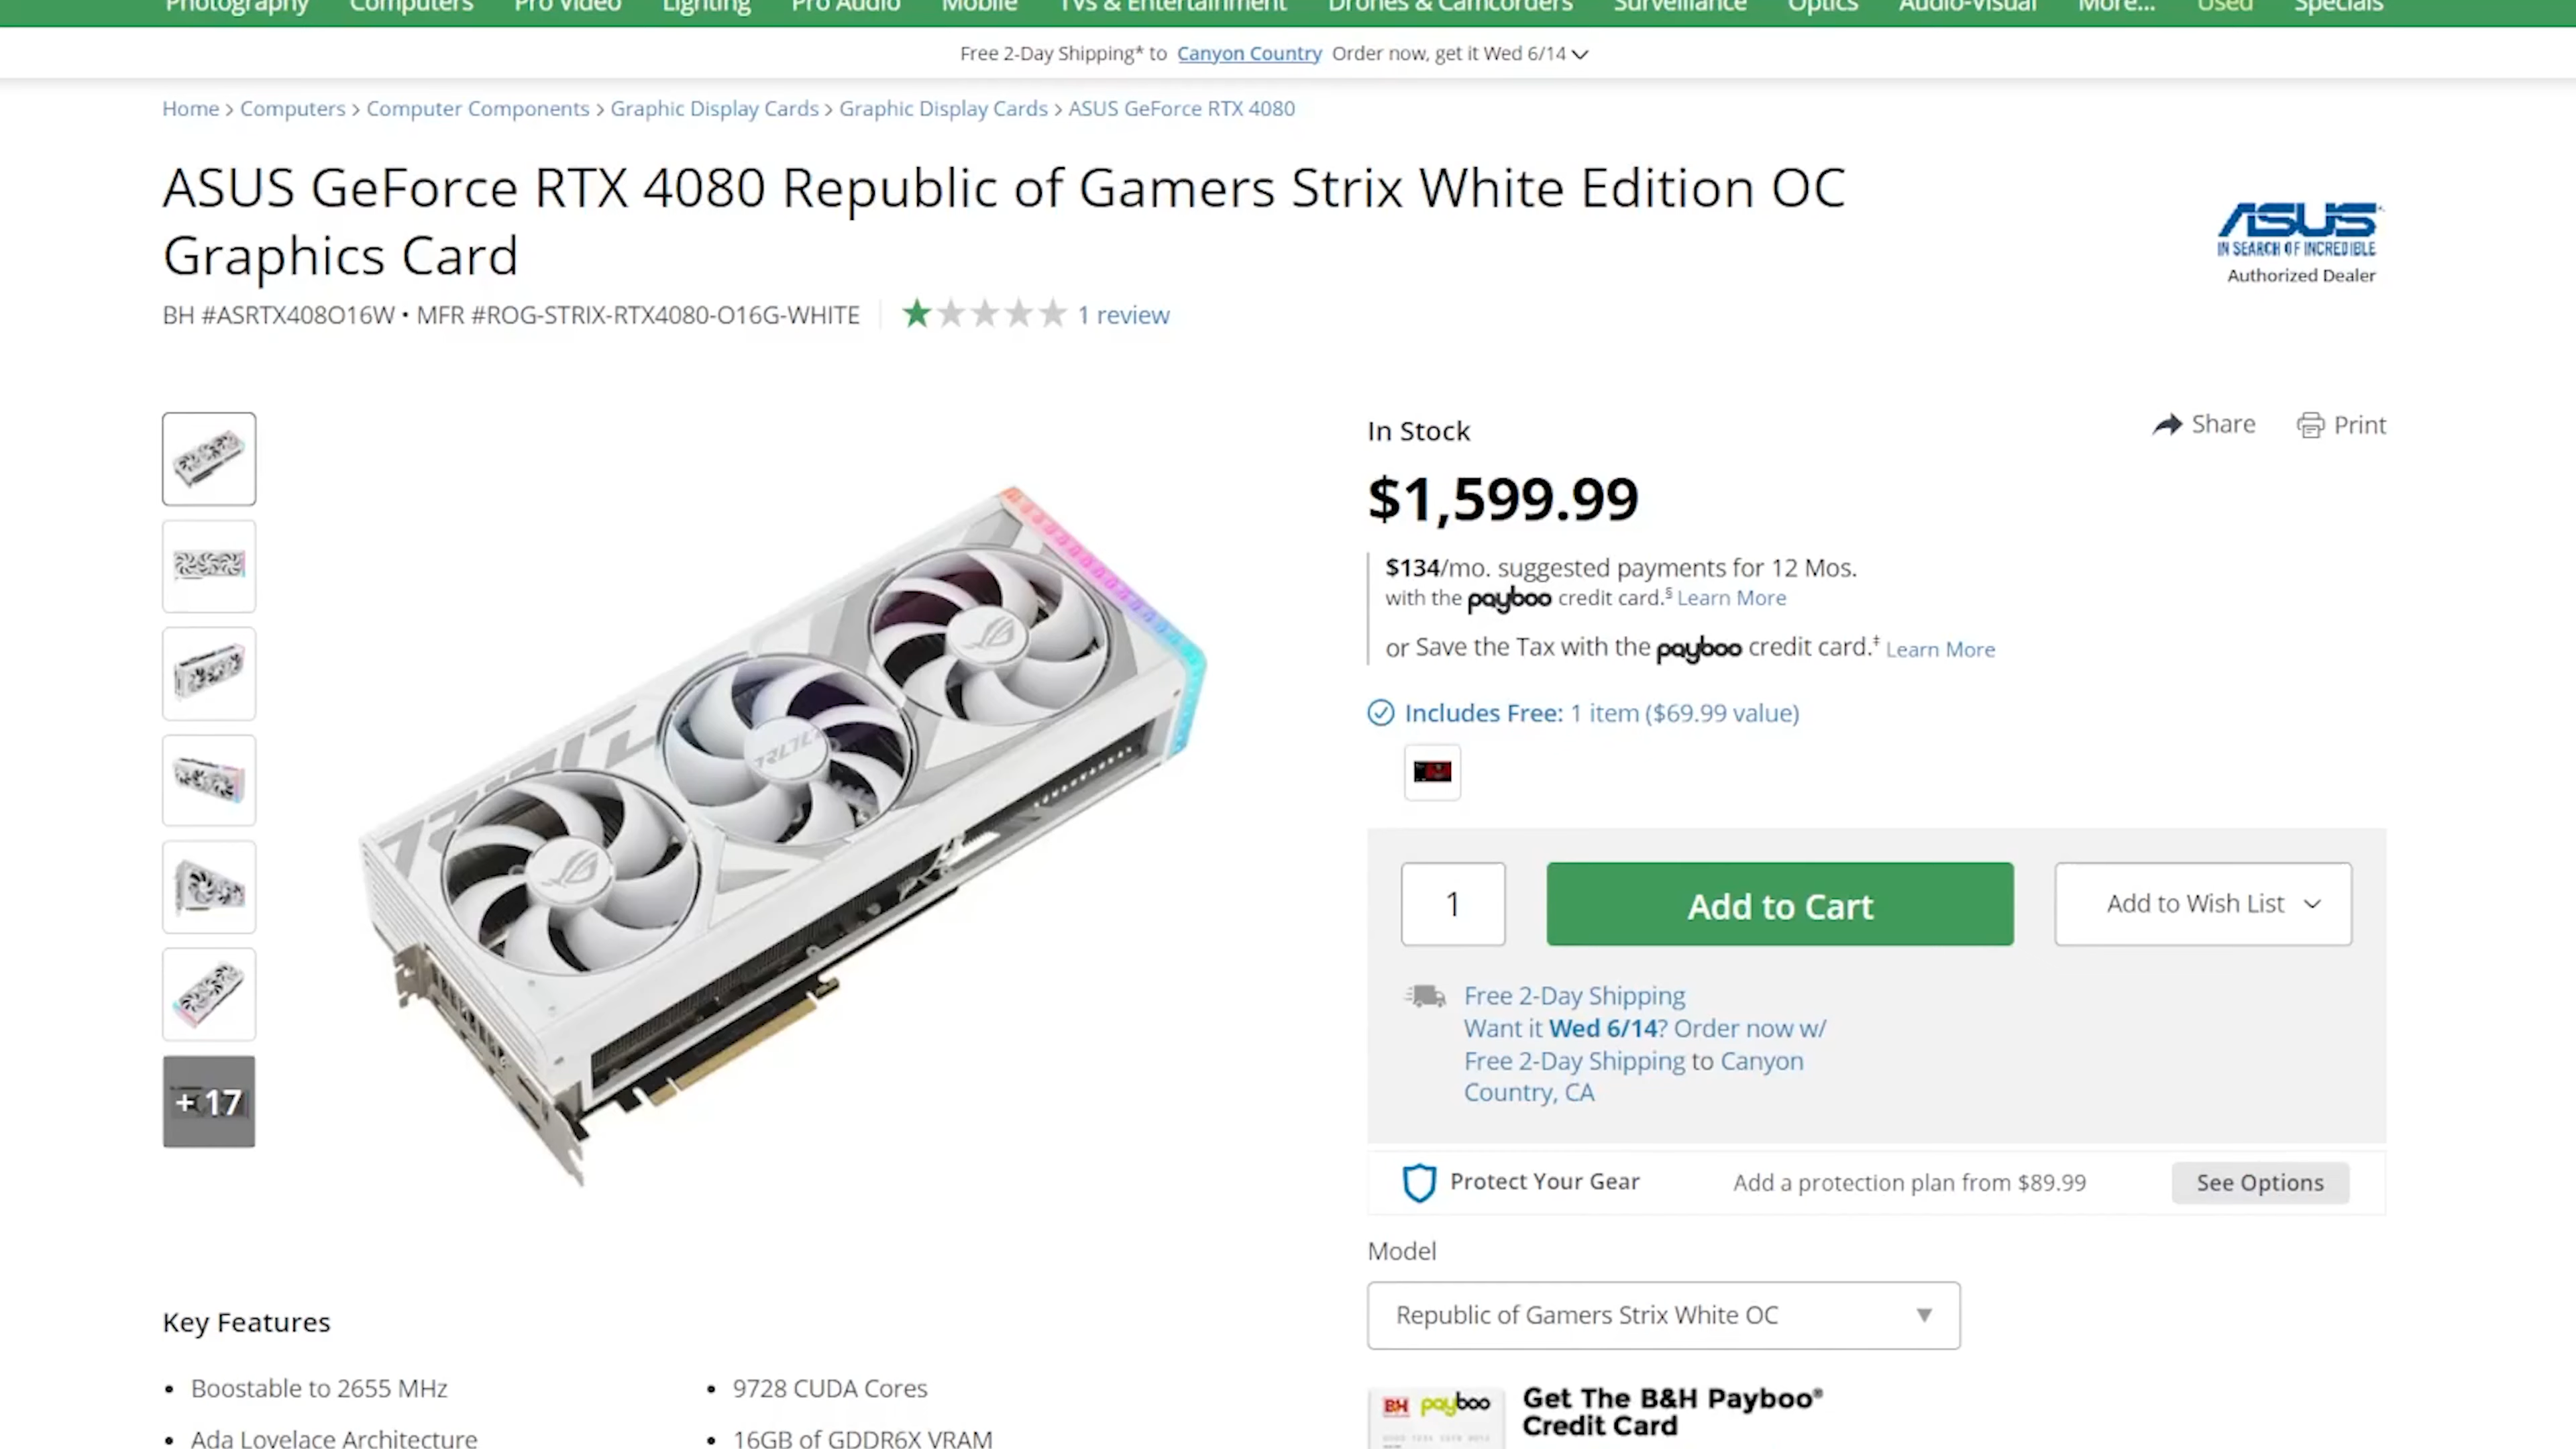 Photography Computers Pro Video Lighting Pro Audio Mobile TVs & Entertainment Drones & Camcorders Surveillance Optics Audio-Visual More... Used Specials
Free 2-Day Shipping* to Canyon Country Order now, get it Wed 6/14
Home > Computers > Computer Components > Graphic Display Cards > Graphic Display Cards > ASUS GeForce RTX 4080
ASUS GeForce RTX 4080 Republic of Gamers Strix White Edition OC
Graphics Card
ASUS
IN SEARCH OF INCREDIBLE
Authorized Dealer
BH #ASRTX408O16W • MFR #ROG-STRIX-RTX4080-O16G-WHITE
1 review
+ 17
In Stock
Share
Print
$1,599.99
$134/mo. suggested payments for 12 Mos.
with the payboo credit card.§ Learn More
or Save the Tax with the payboo credit card.‡ Learn More
Includes Free: 1 item ($69.99 value)
1
Add to Cart
Add to Wish List
Free 2-Day Shipping
Want it Wed 6/14? Order now w/
Free 2-Day Shipping to Canyon
Country, CA
Protect Your Gear
Add a protection plan from $89.99
See Options
Model
Republic of Gamers Strix White OC
BH payboo
Get The B&H Payboo®
Credit Card
Key Features
• Boostable to 2655 MHz
• 9728 CUDA Cores
• Ada Lovelace Architecture
• 16GB of GDDR6X VRAM